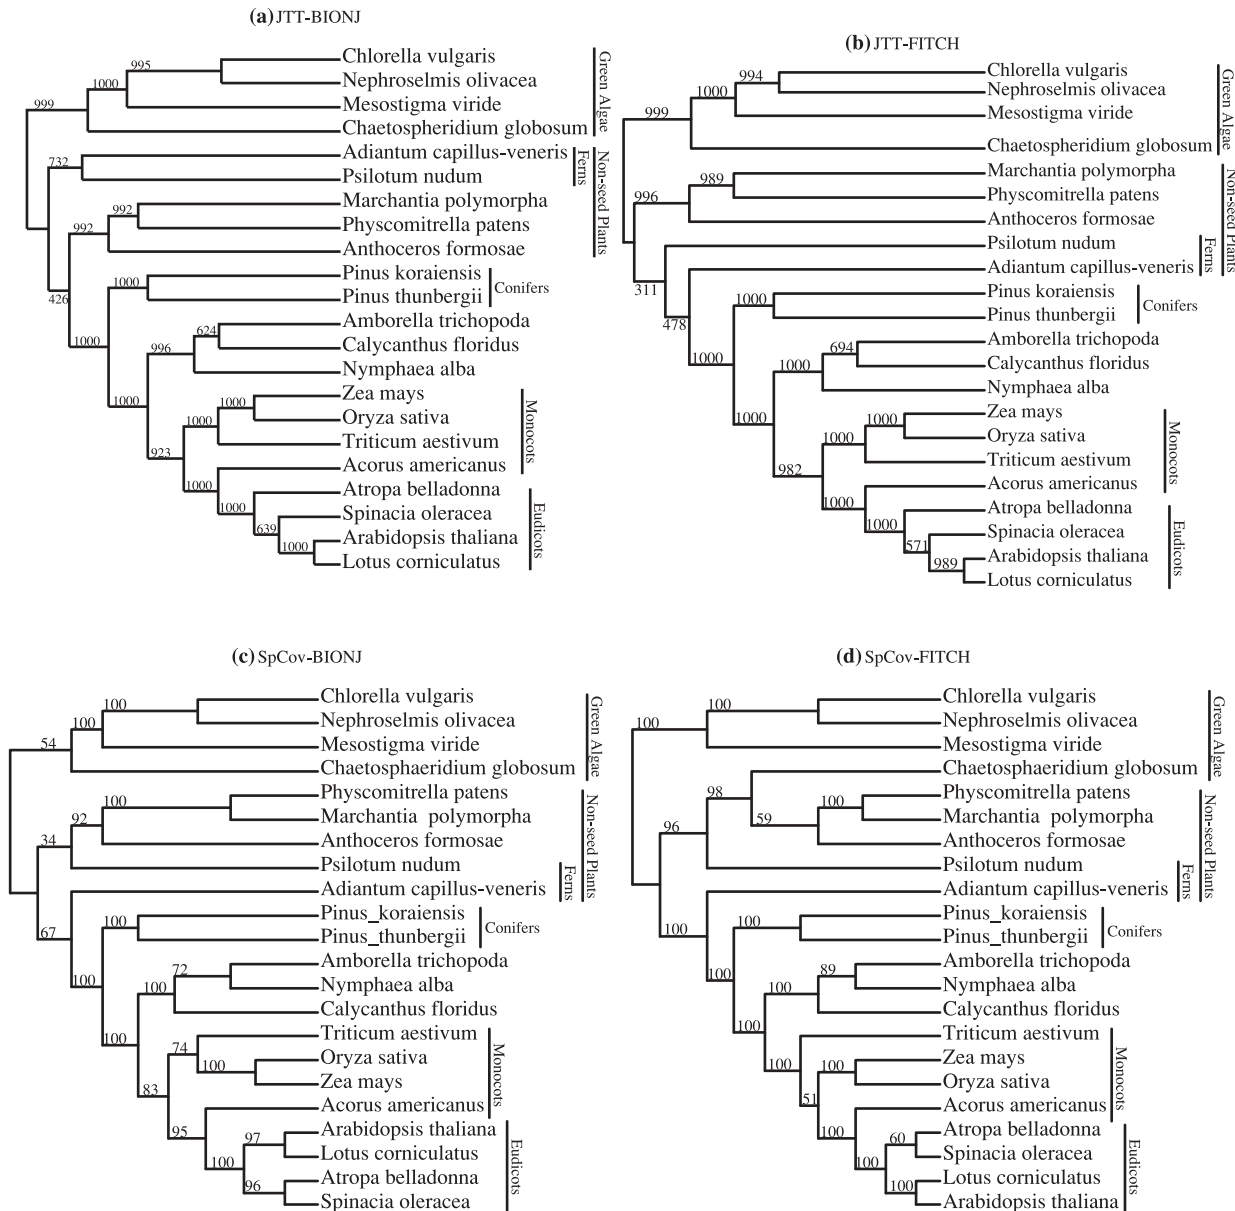 (a) JTT-BIONJ
999
1000
995
Chlorella vulgaris
Nephroselmis olivacea
Mesostigma viride
Chaetospheridium globosum
Green Algae
732
Adiantum capillus-veneris
Psilotum nudum
Ferns
Non-seed Plants
426
992
992
Marchantia polymorpha
Physcomitrella patens
Anthoceros formosae
1000
1000
Pinus koraiensis
Pinus thunbergii
Conifers
1000
996
624
Amborella trichopoda
Calycanthus floridus
Nymphaea alba
923
1000
1000
Zea mays
Oryza sativa
Triticum aestivum
Monocots
1000
Acorus americanus
1000
Atropa belladonna
639
Spinacia oleracea
1000
Arabidopsis thaliana
Lotus corniculatus
Eudicots
(b) JTT-FITCH
999
1000
994
Chlorella vulgaris
Nephroselmis olivacea
Mesostigma viride
Chaetospheridium globosum
Green Algae
996
989
Marchantia polymorpha
Physcomitrella patens
Anthoceros formosae
Non-seed Plants
311
Psilotum nudum
478
Adiantum capillus-veneris
Ferns
1000
1000
Pinus koraiensis
Pinus thunbergii
Conifers
1000
1000
694
Amborella trichopoda
Calycanthus floridus
Nymphaea alba
982
1000
1000
Zea mays
Oryza sativa
Triticum aestivum
Monocots
1000
Acorus americanus
1000
Atropa belladonna
571
Spinacia oleracea
989
Arabidopsis thaliana
Lotus corniculatus
Eudicots
(c) SpCov-BIONJ
54
100
100
Chlorella vulgaris
Nephroselmis olivacea
Mesostigma viride
Chaetosphaeridium globosum
Green Algae
34
92
100
Physcomitrella patens
Marchantia polymorpha
Anthoceros formosae
Psilotum nudum
Non-seed Plants
67
Adiantum capillus-veneris
Ferns
100
100
Pinus_koraiensis
Pinus_thunbergii
Conifers
100
100
72
Amborella trichopoda
Nymphaea alba
Calycanthus floridus
83
74
Triticum aestivum
100
Oryza sativa
Zea mays
Monocots
95
Acorus americanus
100
97
Arabidopsis thaliana
Lotus corniculatus
96
Atropa belladonna
Spinacia oleracea
Eudicots
(d) SpCov-FITCH
100
100
Chlorella vulgaris
Nephroselmis olivacea
Mesostigma viride
Chaetosphaeridium globosum
Green Algae
96
98
59
100
Physcomitrella patens
Marchantia polymorpha
Anthoceros formosae
Psilotum nudum
Non-seed Plants
100
Adiantum capillus-veneris
Ferns
100
100
Pinus_koraiensis
Pinus_thunbergii
Conifers
100
100
89
Amborella trichopoda
Nymphaea alba
Calycanthus floridus
100
Triticum aestivum
51
100
Zea mays
Oryza sativa
Monocots
100
Acorus americanus
100
60
Atropa belladonna
Spinacia oleracea
100
Lotus corniculatus
Arabidopsis thaliana
Eudicots